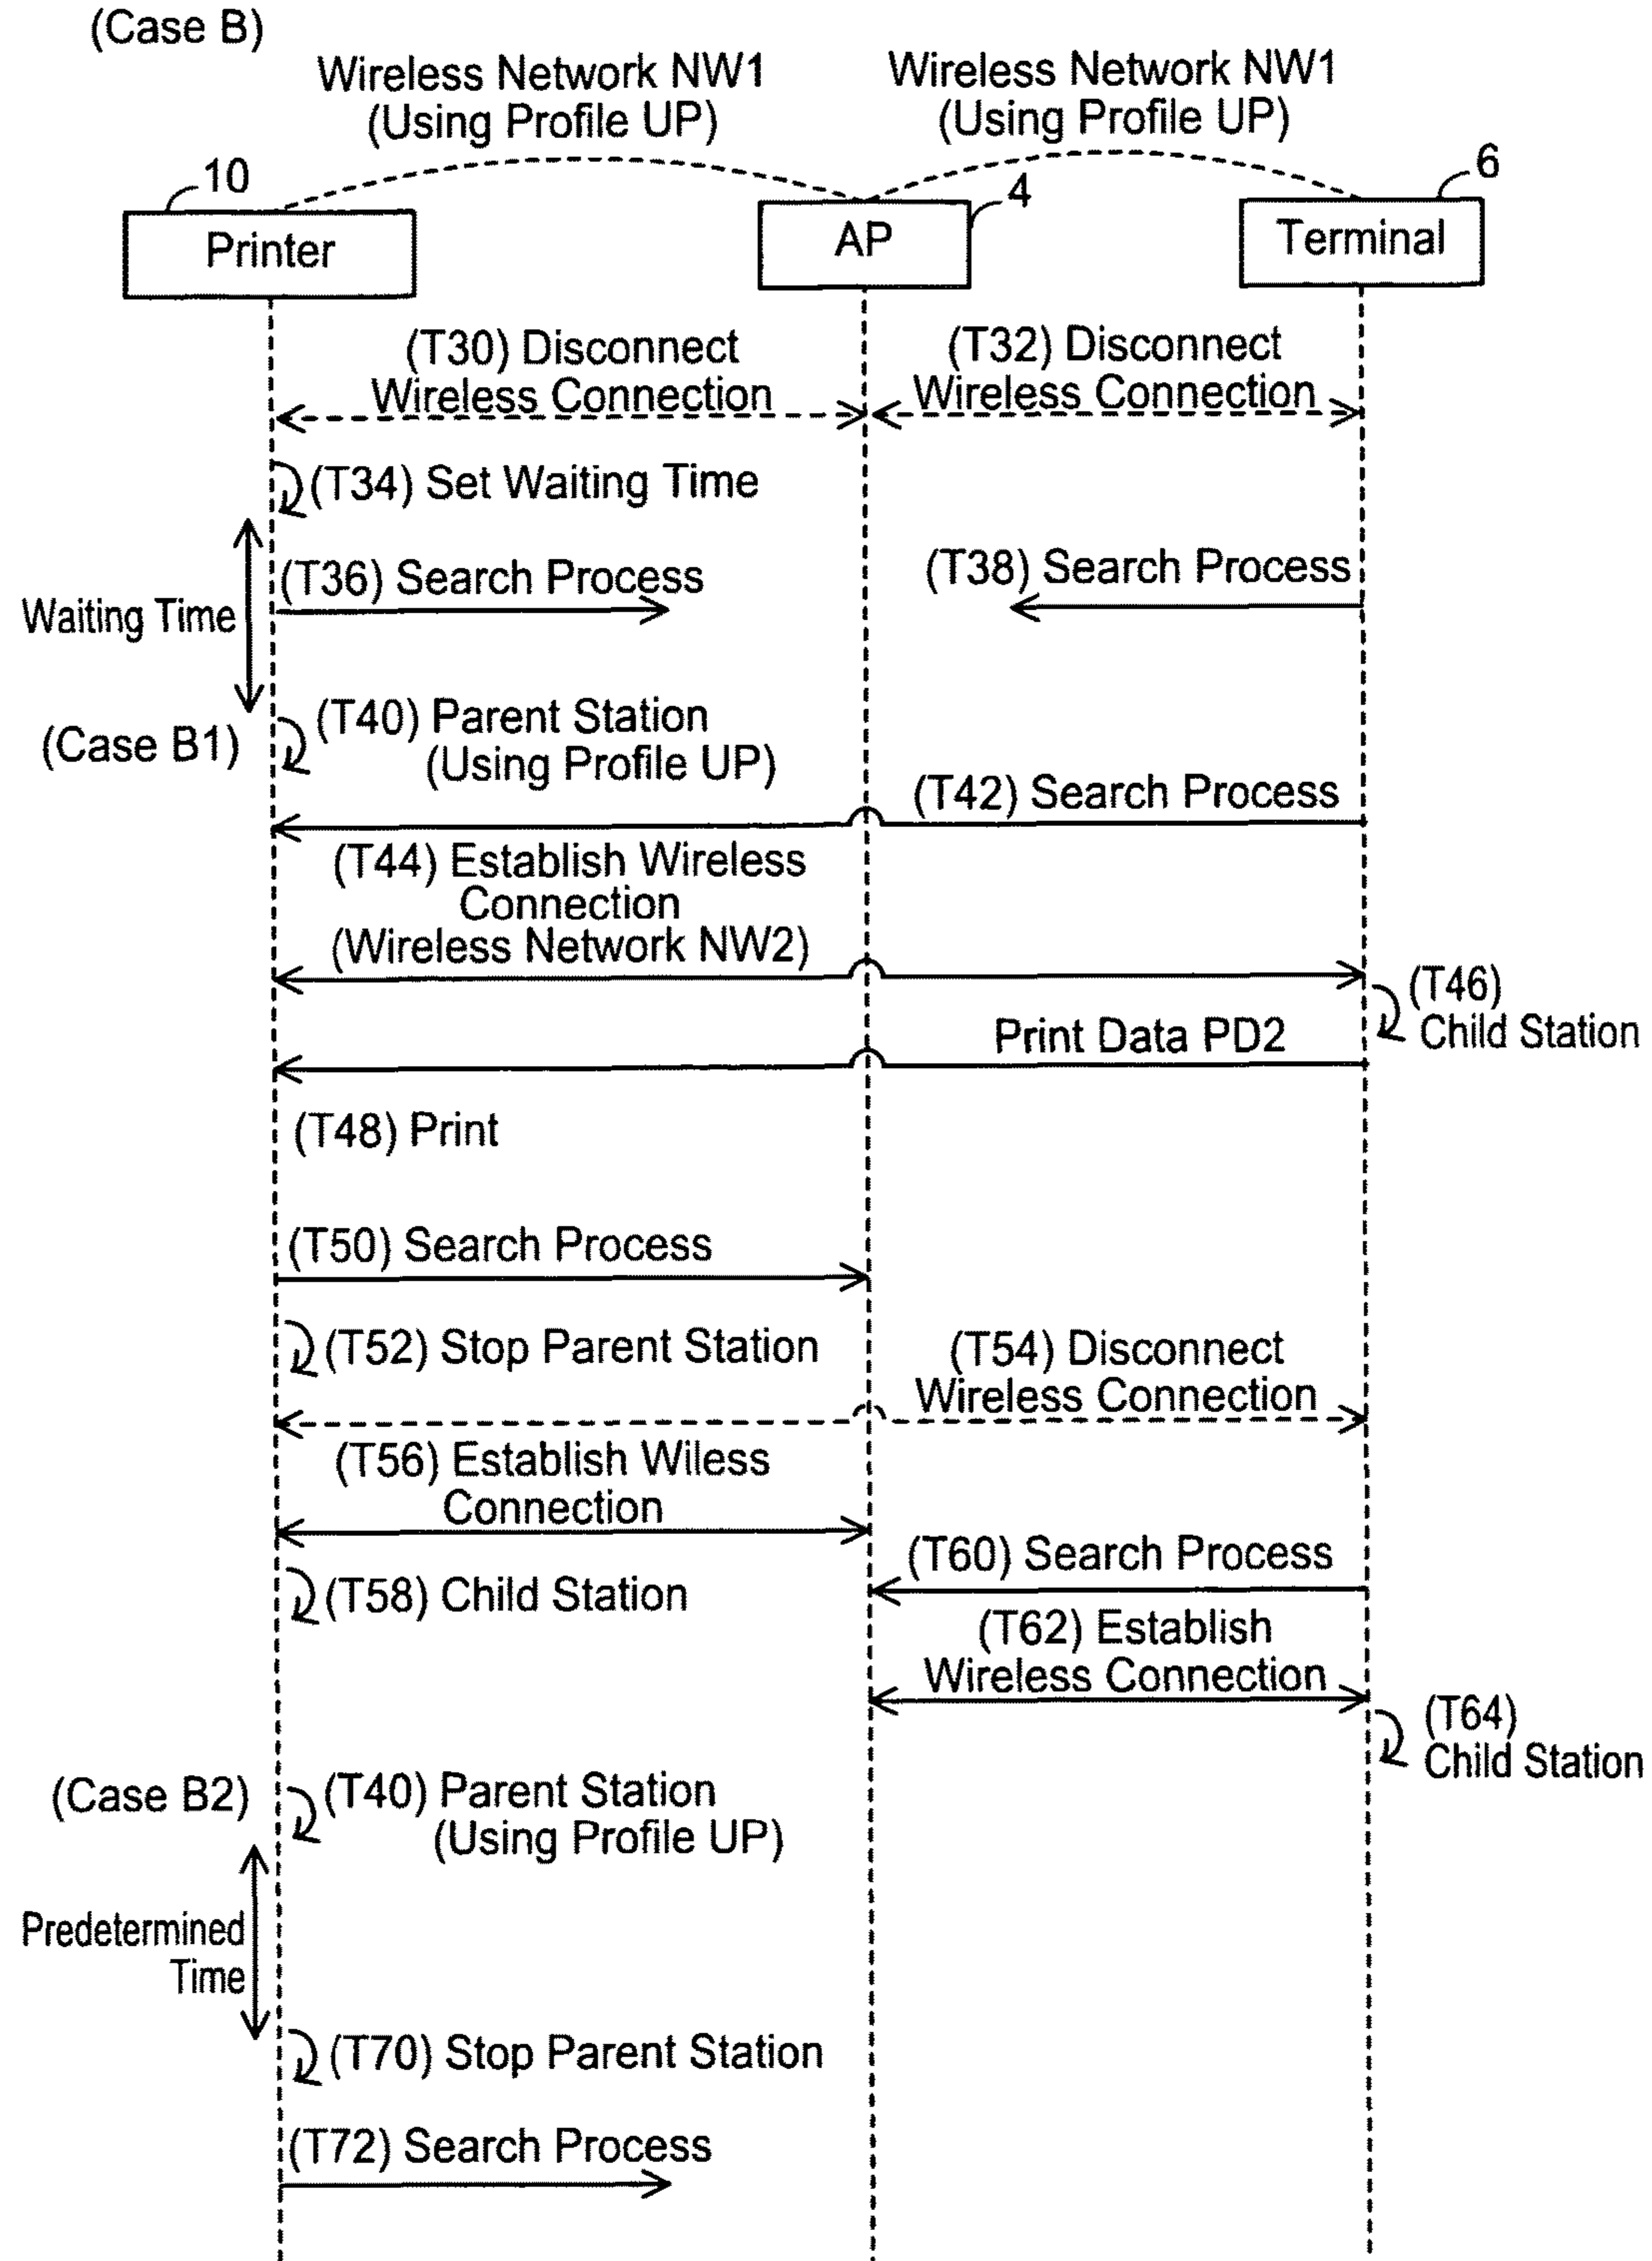 (Case B)
Wireless Network NW1
(Using Profile UP)
Wireless Network NW1
(Using Profile UP)
10
Printer
4
AP
6
Terminal
(T30) Disconnect
Wireless Connection
(T32) Disconnect
Wireless Connection
(T34) Set Waiting Time
Waiting Time
(T36) Search Process
(T38) Search Process
(Case B1)
(T40) Parent Station
(Using Profile UP)
(T42) Search Process
(T44) Establish Wireless
Connection
(Wireless Network NW2)
(T46)
Child Station
Print Data PD2
(T48) Print
(T50) Search Process
(T52) Stop Parent Station
(T54) Disconnect
Wireless Connection
(T56) Establish Wiless
Connection
(T58) Child Station
(T60) Search Process
(T62) Establish
Wireless Connection
(T64)
Child Station
(Case B2)
(T40) Parent Station
(Using Profile UP)
Predetermined
Time
(T70) Stop Parent Station
(T72) Search Process